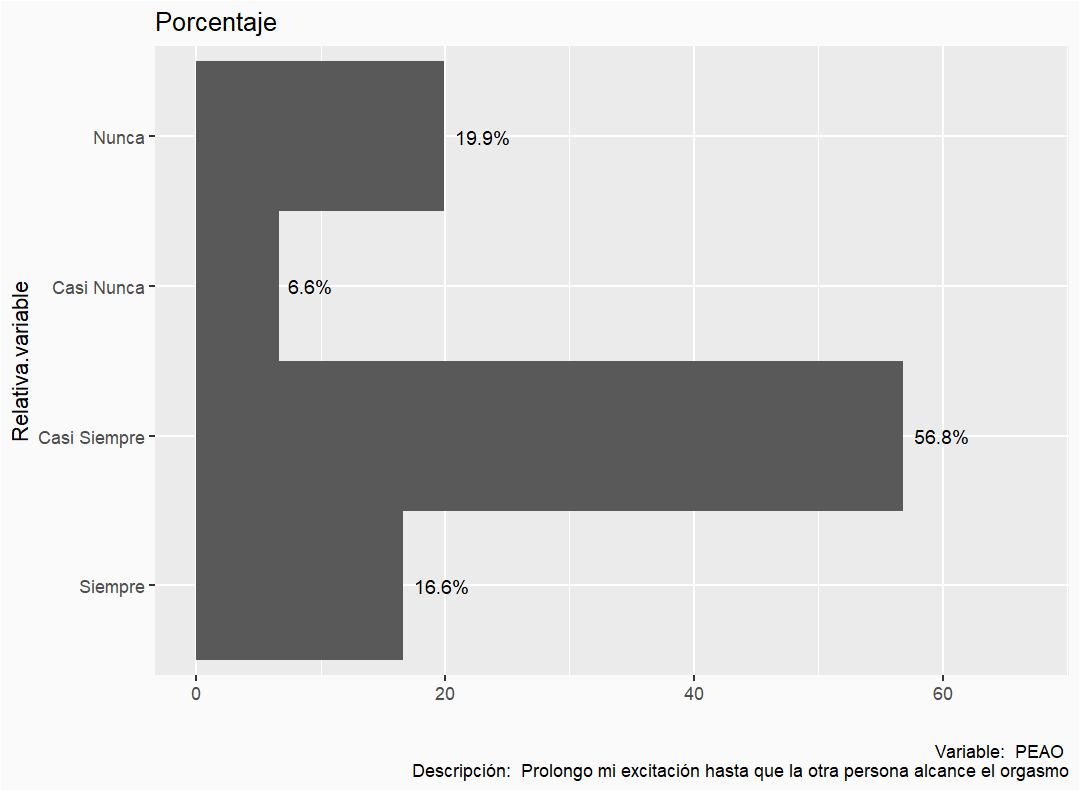 Porcentaje
Nunca
19.9%
Casi Nunca
6.6%
Casi Siempre
56.8%
Siempre
16.6%
Relativa.variable
0
20
40
60
Variable:  PEAO
Descripción:  Prolongo mi excitación hasta que la otra persona alcance el orgasmo